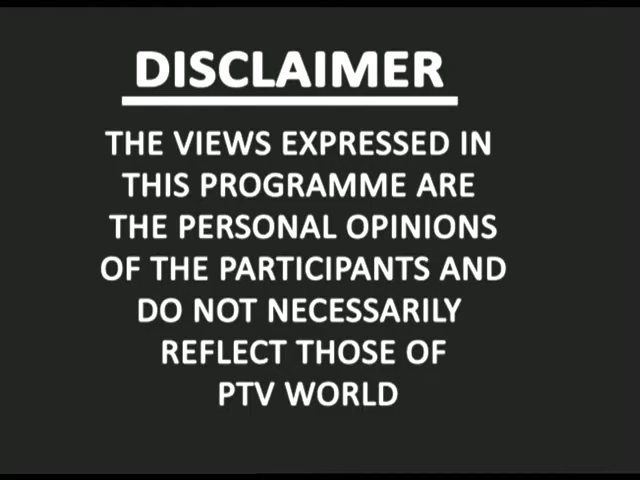 DISCLAIMER
THE VIEWS EXPRESSED IN
THIS PROGRAMME ARE
THE PERSONAL OPINIONS
OF THE PARTICIPANTS AND
DO NOT NECESSARILY
REFLECT THOSE OF
PTV WORLD